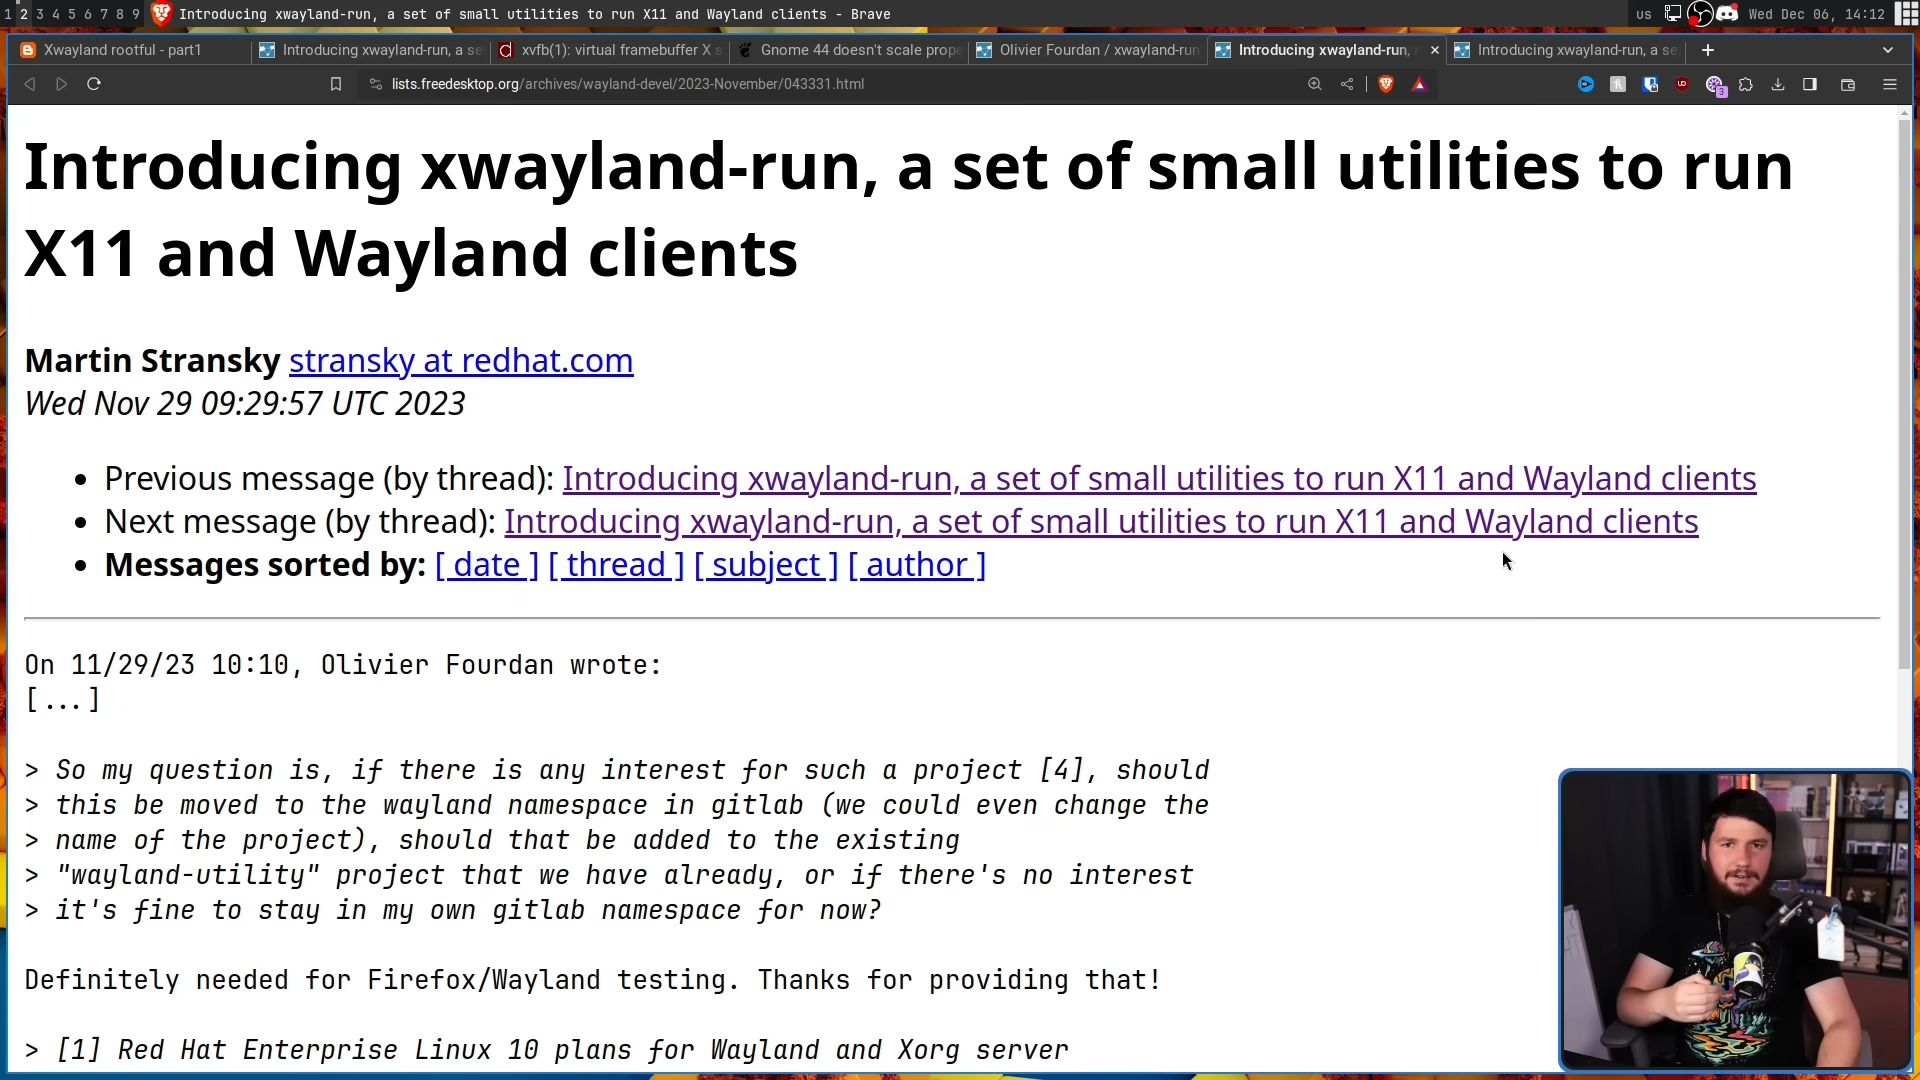 1 2 3 4 5 6 7 8 9 Introducing xwayland-run, a set of small utilities to run X11 and Wayland clients - Brave us Wed Dec 06, 14:12
Xwayland rootful - part1 Introducing xwayland-run, a se xvfb(1): virtual framebuffer X s Gnome 44 doesn't scale prope Olivier Fourdan / xwayland-run Introducing xwayland-run, Introducing xwayland-run, a se
lists.freedesktop.org/archives/wayland-devel/2023-November/043331.html 3
Introducing xwayland-run, a set of small utilities to run
X11 and Wayland clients
Martin Stransky stransky at redhat.com
Wed Nov 29 09:29:57 UTC 2023
• Previous message (by thread): Introducing xwayland-run, a set of small utilities to run X11 and Wayland clients
• Next message (by thread): Introducing xwayland-run, a set of small utilities to run X11 and Wayland clients
• Messages sorted by: [ date ] [ thread ] [ subject ] [ author ]
On 11/29/23 10:10, Olivier Fourdan wrote:
[...]
> So my question is, if there is any interest for such a project [4], should
> this be moved to the wayland namespace in gitlab (we could even change the
> name of the project), should that be added to the existing
> "wayland-utility" project that we have already, or if there's no interest
> it's fine to stay in my own gitlab namespace for now?
Definitely needed for Firefox/Wayland testing. Thanks for providing that!
> [1] Red Hat Enterprise Linux 10 plans for Wayland and Xorg server